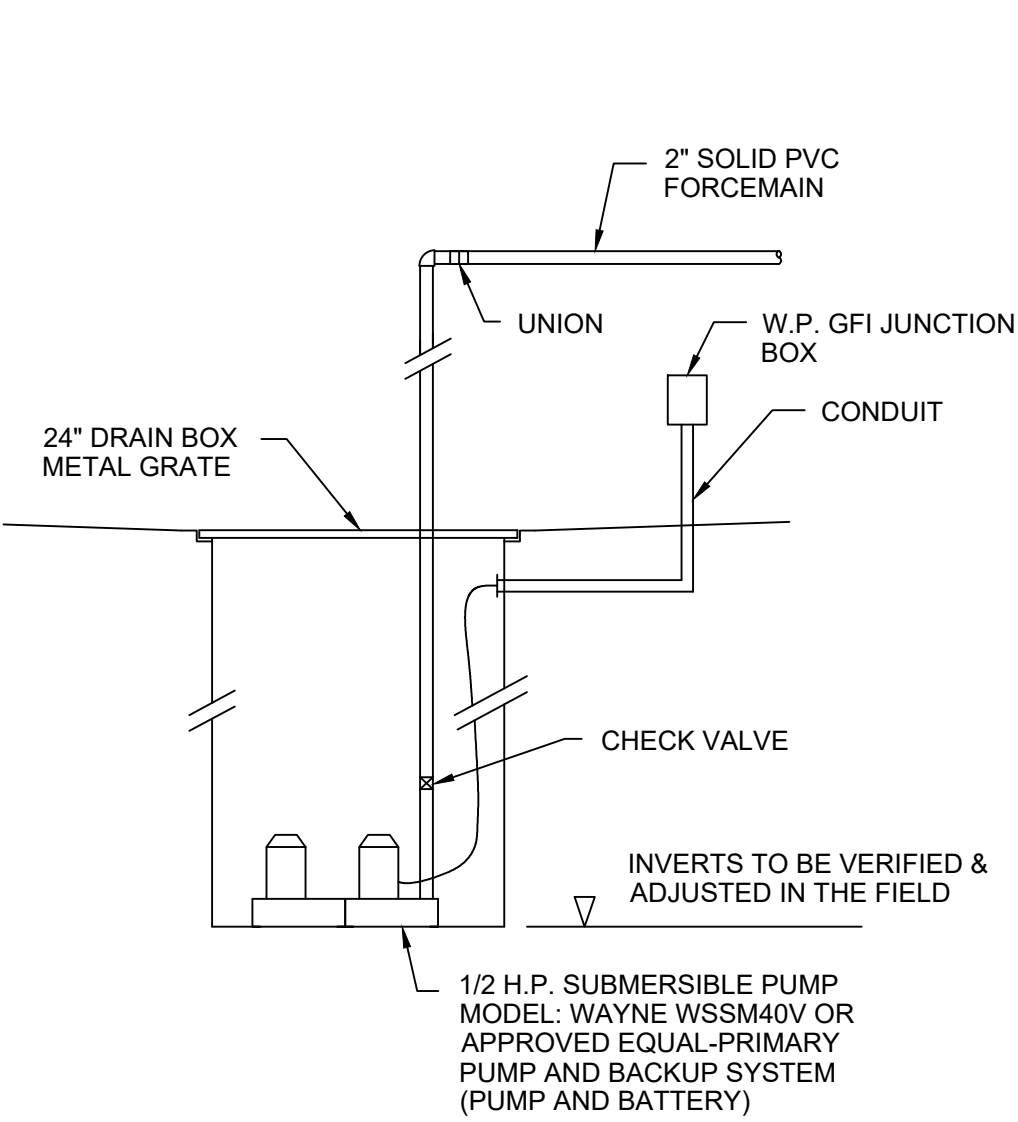 2" SOLID PVC
FORCEMAIN
UNION
W.P. GFI JUNCTION
BOX
CONDUIT
24" DRAIN BOX
METAL GRATE
CHECK VALVE
INVERTS TO BE VERIFIED &
ADJUSTED IN THE FIELD
1/2 H.P. SUBMERSIBLE PUMP
MODEL: WAYNE WSSM40V OR
APPROVED EQUAL-PRIMARY
PUMP AND BACKUP SYSTEM
(PUMP AND BATTERY)